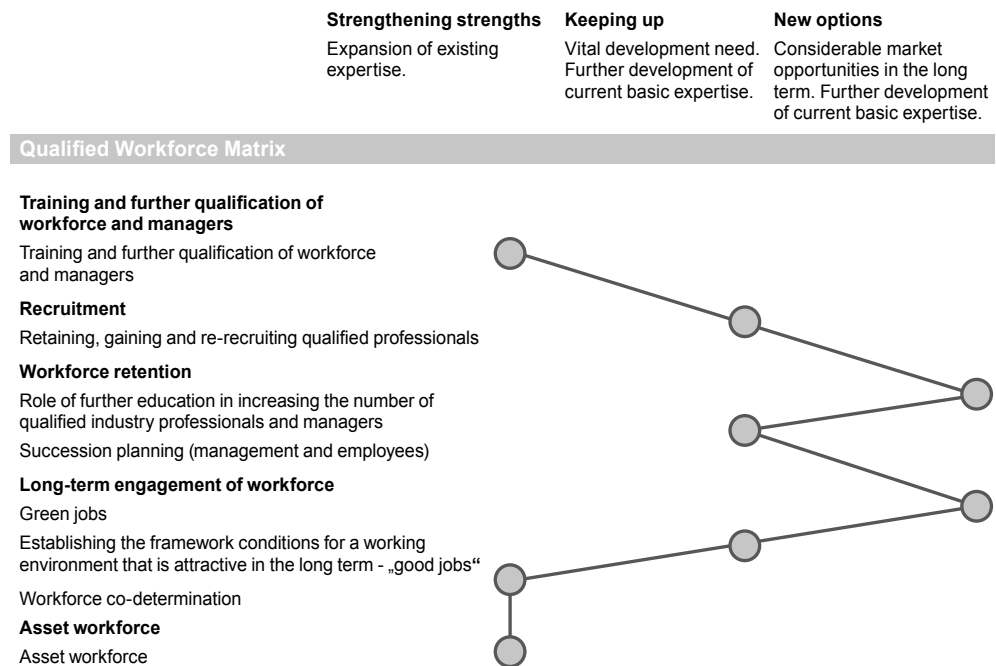 Strengthening strengths
Expansion of existing
expertise.
Keeping up
Vital development need.
Further development of
current basic expertise.
New options
Considerable market
opportunities in the long
term. Further development
of current basic expertise.
Qualified Workforce Matrix
Training and further qualification of
workforce and managers
Training and further qualification of workforce
and managers
Recruitment
Retaining, gaining and re-recruiting qualified professionals
Workforce retention
Role of further education in increasing the number of
qualified industry professionals and managers
Succession planning (management and employees)
Long-term engagement of workforce
Green jobs
Establishing the framework conditions for a working
environment that is attractive in the long term - „good jobs“
Workforce co-determination
Asset workforce
Asset workforce